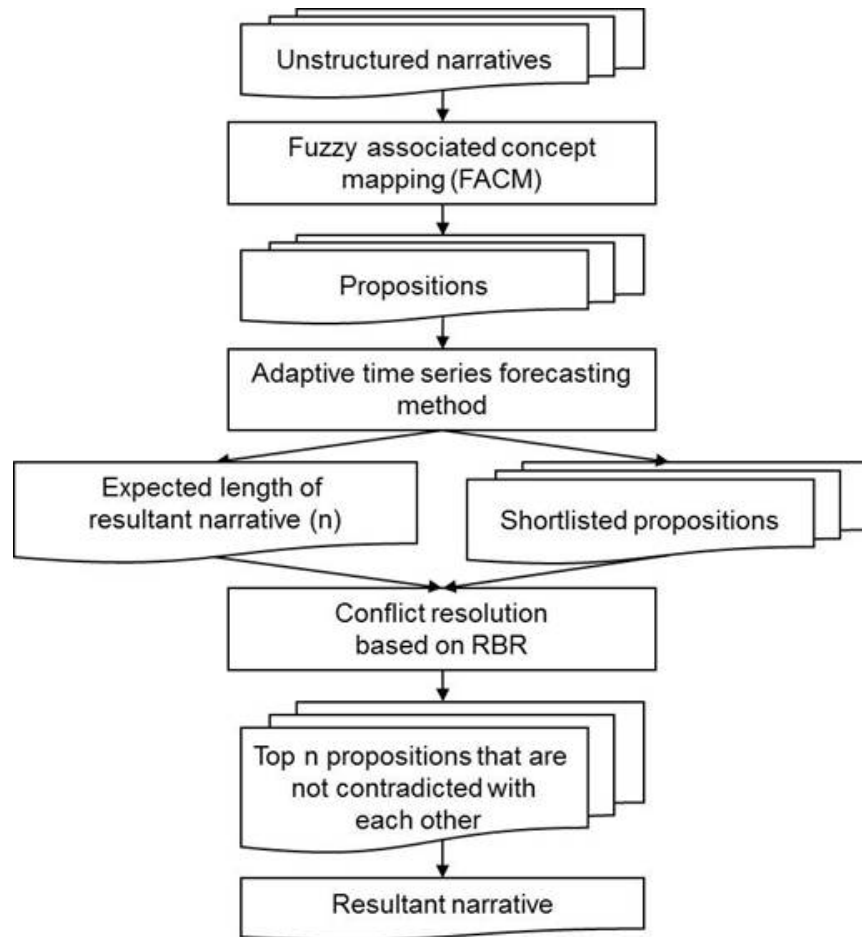 Unstructured narratives
Fuzzy associated concept
mapping (FACM)
Propositions
Adaptive time series forecasting
method
Expected length of
resultant narrative (n)
Shortlisted propositions
Conflict resolution
based on RBR
Top n propositions that are
not contradicted with
each other
Resultant narrative